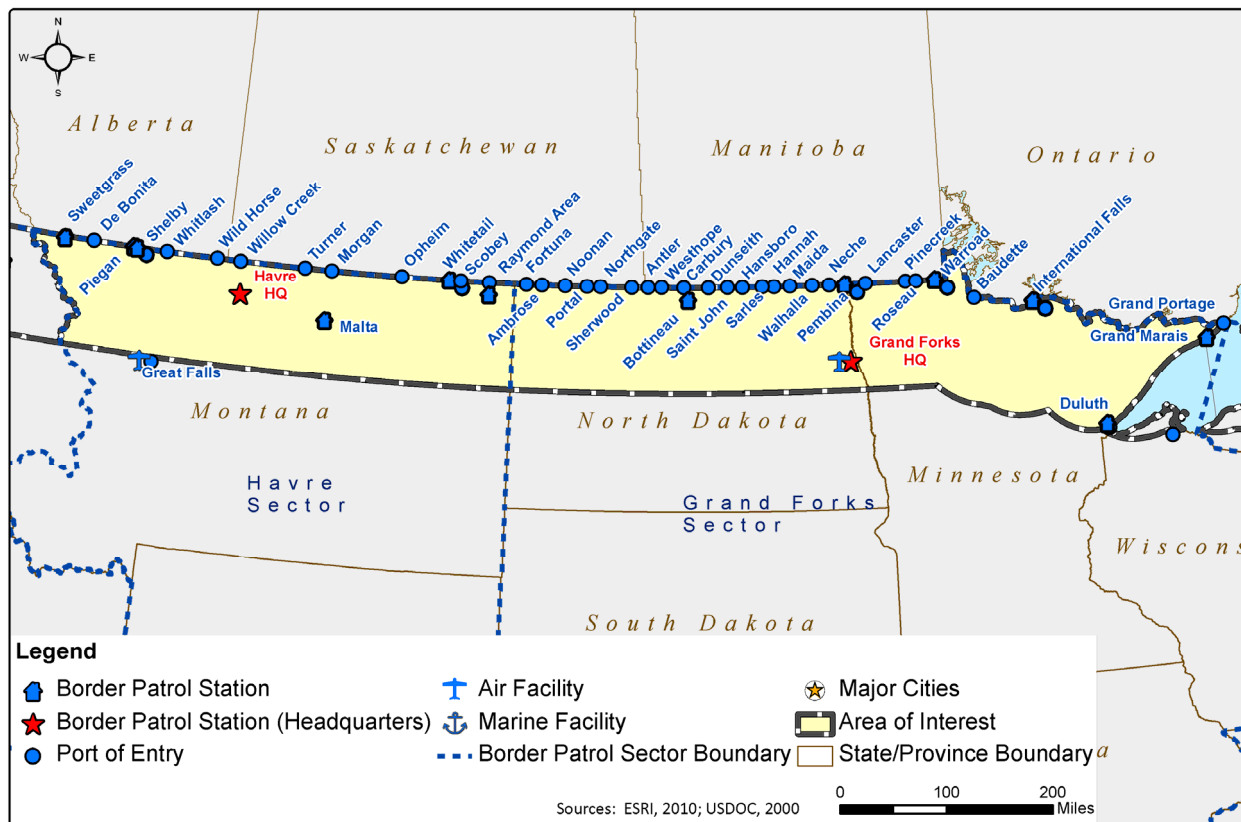 N
W E
S
Alberta
Saskatchewan
Manitoba
Ontario
Sweetgrass
De Bonita
Shelby
Whitlash
Wild Horse
Willow Creek
Turner
Morgan
Opheim
Whitetail
Scobey
Raymond Area
Fortuna
Noonan
Northgate
Antler
Westhope
Carbury
Dunseith
Hansboro
Hannah
Maida
Neche
Lancaster
Pinecreek
Warroad
Baudette
International Falls
Piegan
Havre
HQ
Malta
Great Falls
Ambrose
Portal
Sherwood
Bottineau
Saint John
Sarles
Walhalla
Pembina
Roseau
Grand Portage
Grand Marais
Grand Forks
HQ
Duluth
Montana
North Dakota
Minnesota
Havre
Sector
Grand Forks
Sector
Wiscons
South Dakota
Legend
Border Patrol Station
Border Patrol Station (Headquarters)
Port of Entry
Air Facility
Marine Facility
Border Patrol Sector Boundary
Major Cities
Area of Interest
State/Province Boundary
a
Sources: ESRI, 2010; USDOC, 2000
0 100 200
Miles